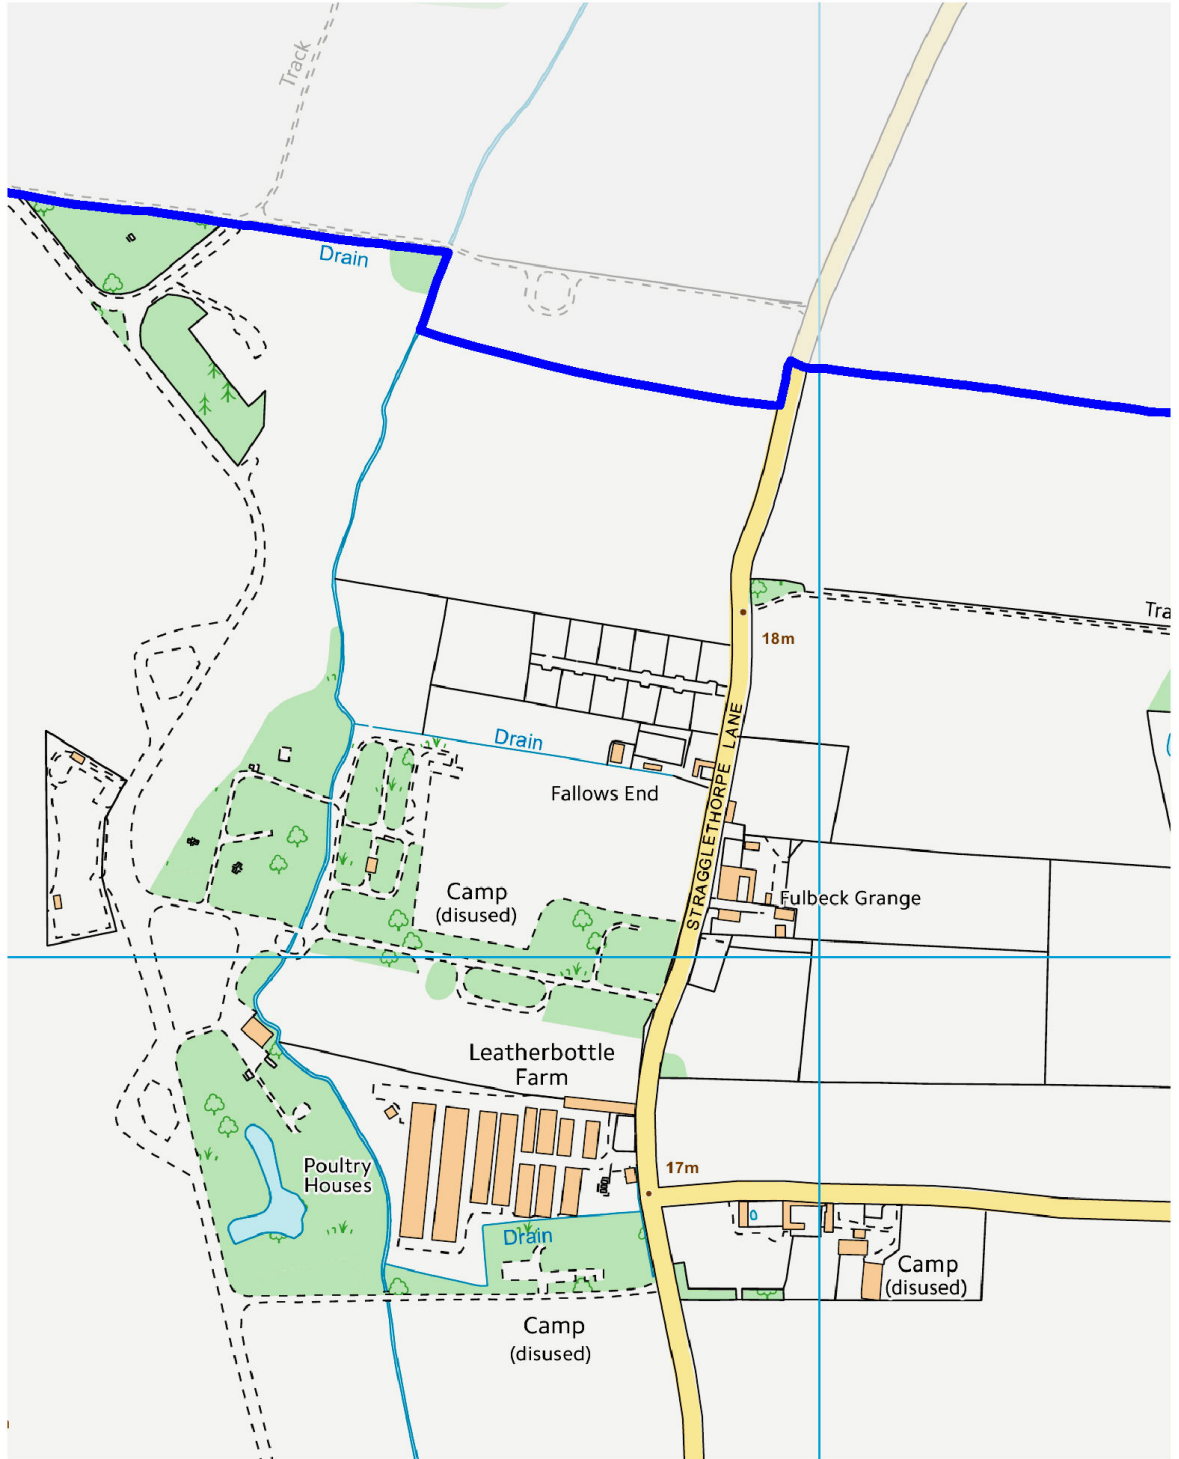 Track
Drain
Tra
18m
STRAGGLETHORPE LANE
Drain
Fallows End
Camp
(disused)
Fulbeck Grange
Leatherbottle
Farm
Poultry
Houses
17m
Drain
Camp
(disused)
Camp
(disused)